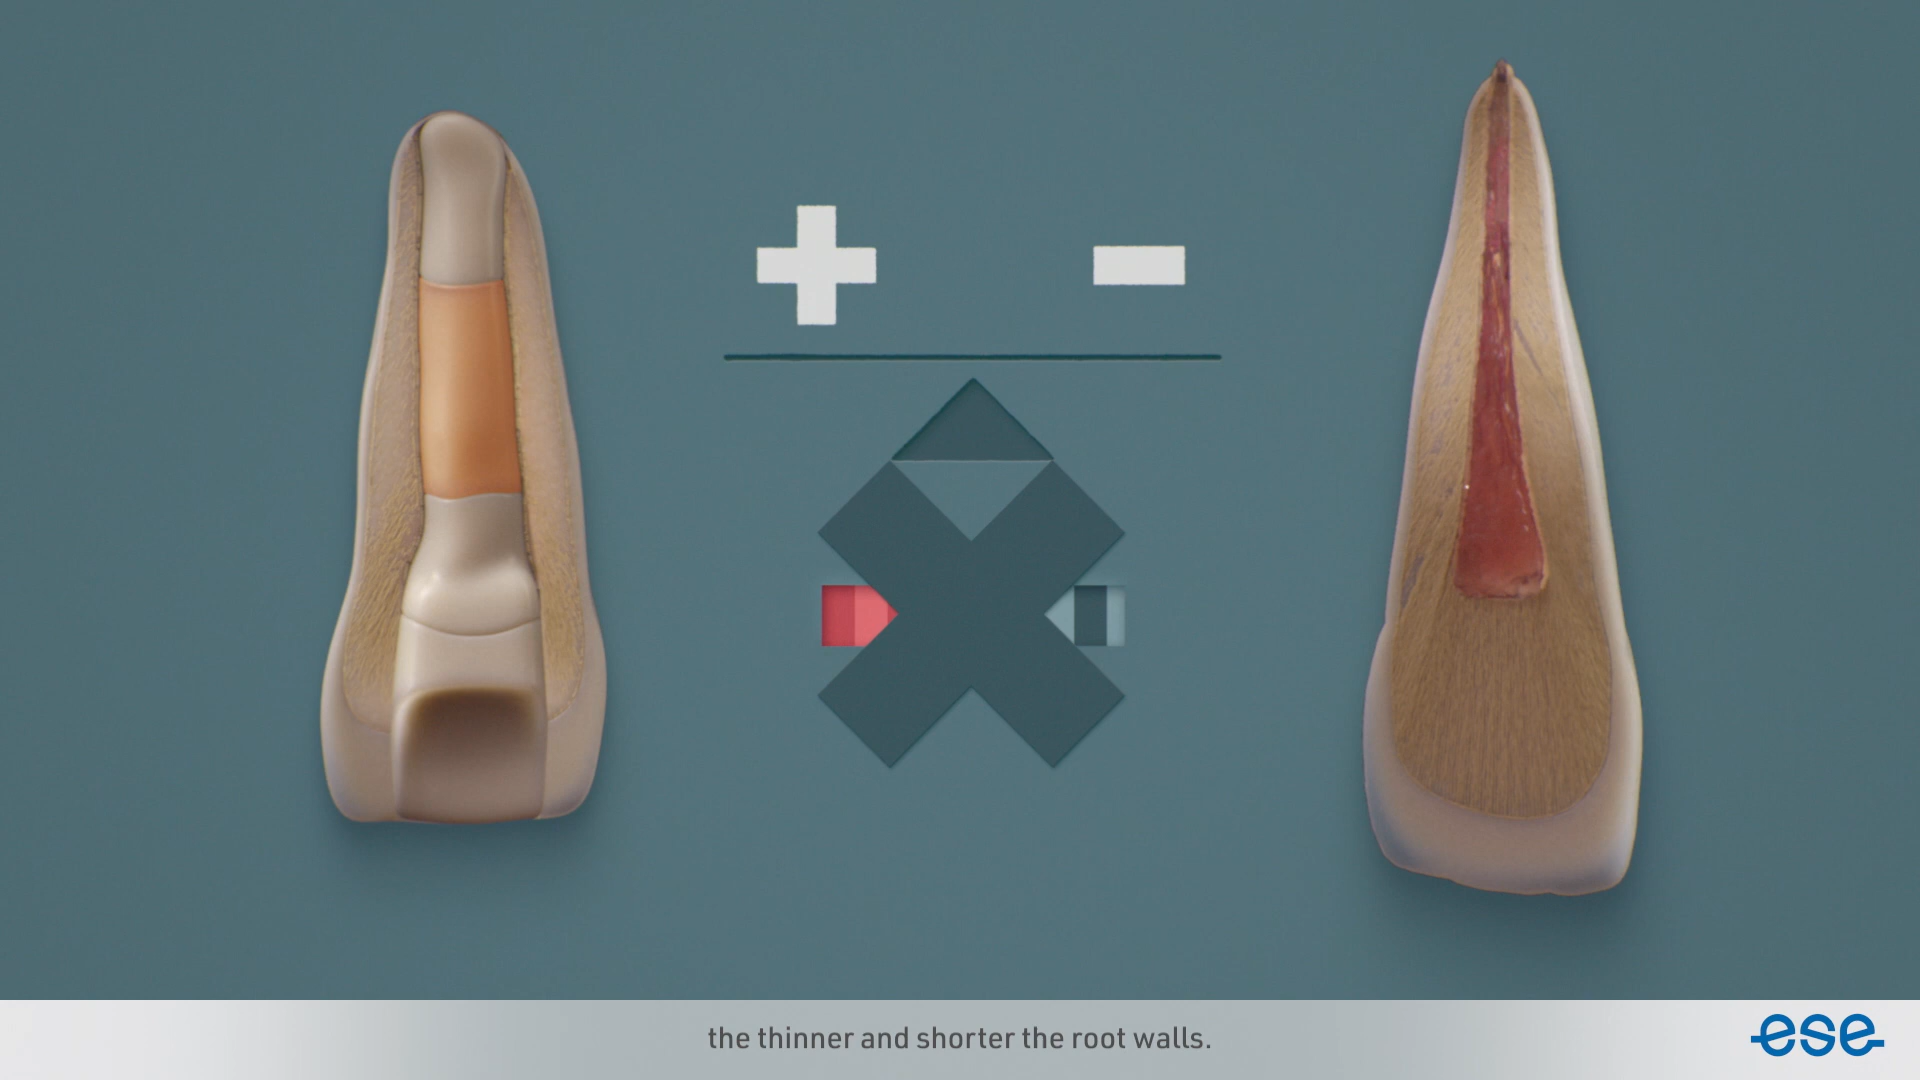 the thinner and shorter the root walls.
ese